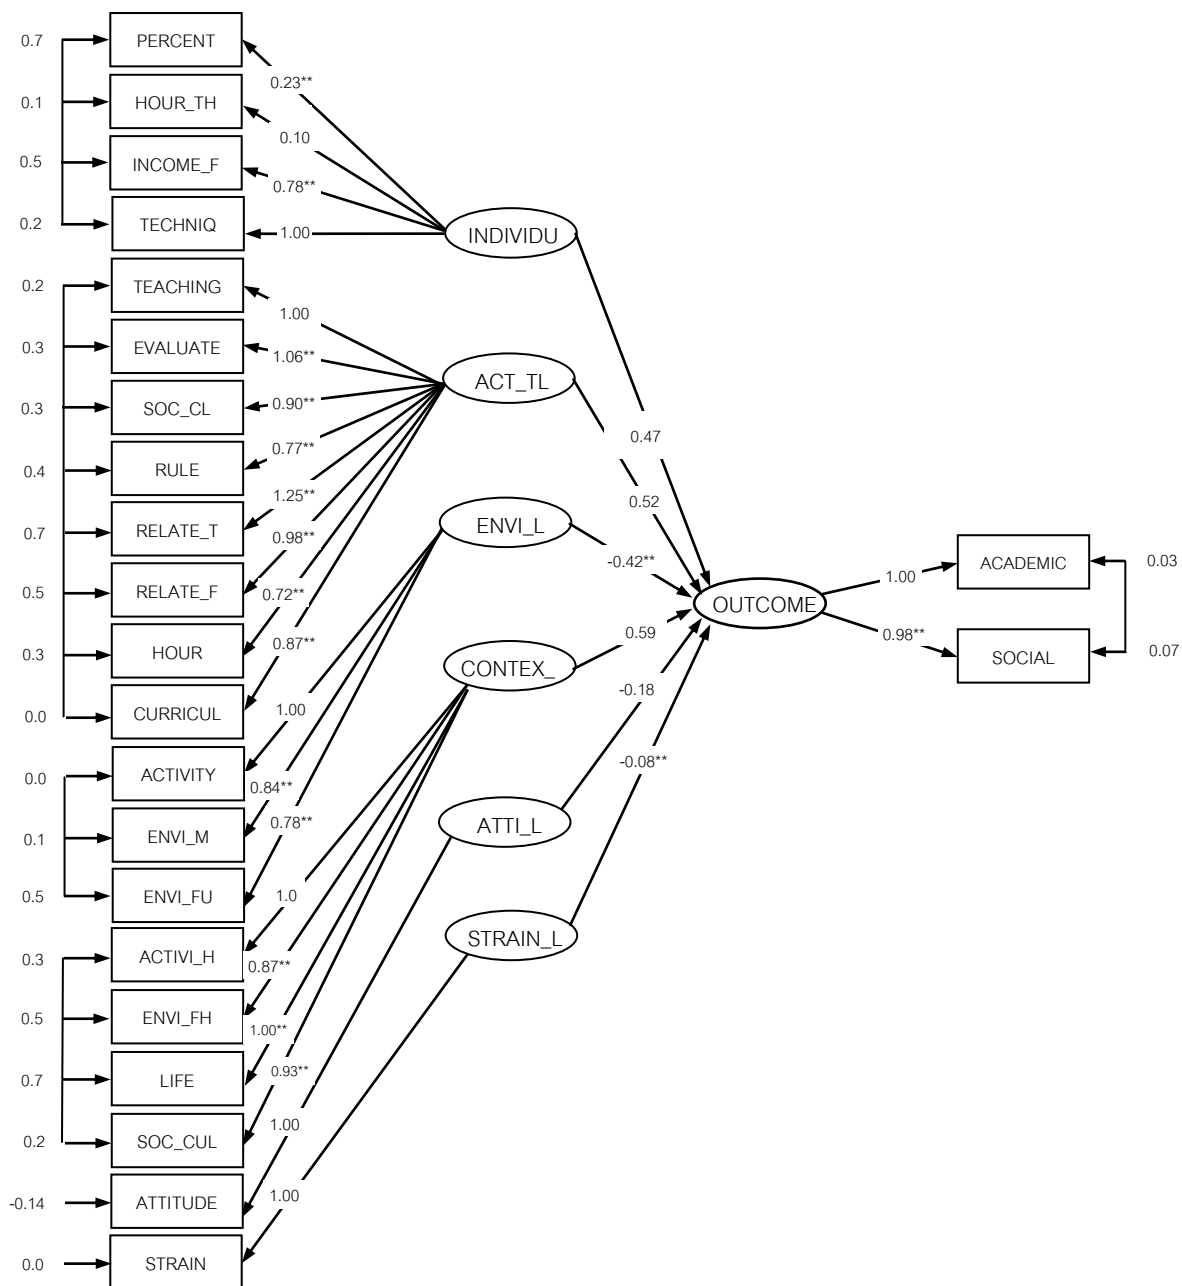 0.7
PERCENT
0.23**
0.1
HOUR_TH
0.10
0.5
INCOME_F
0.78**
0.2
TECHNIQ
1.00
INDIVIDU
0.2
TEACHING
1.00
0.3
EVALUATE
1.06**
ACT_TL
0.3
SOC_CL
0.90**
0.47
0.4
RULE
0.77**
1.25**
0.52
0.7
RELATE_T
0.98**
ENVI_L
-0.42**
0.5
RELATE_F
0.72**
OUTCOME
1.00
ACADEMIC
0.03
0.3
HOUR
0.87**
0.59
0.98**
SOCIAL
0.07
CONTEX_
0.0
CURRICUL
1.00
-0.18
0.0
ACTIVITY
0.84**
-0.08**
0.1
ENVI_M
0.78**
ATTI_L
0.5
ENVI_FU
1.0
0.3
ACTIVI_H
0.87**
STRAIN_L
0.5
ENVI_FH
1.00**
0.7
LIFE
0.93**
0.2
SOC_CUL
1.00
-0.14
ATTITUDE
1.00
0.0
STRAIN